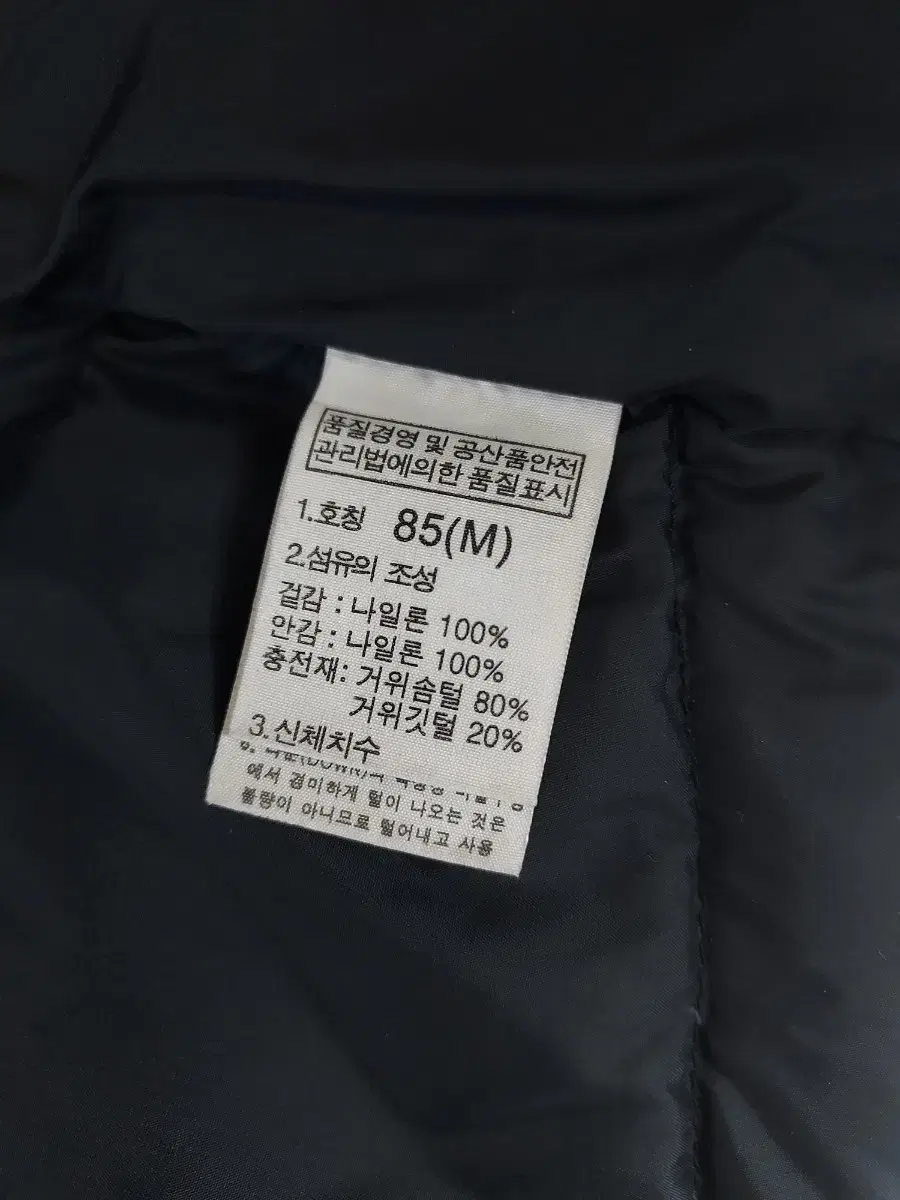 품질경영 및 공산품안전
관리법에의한 품질표시
1.호칭 85(M)
2.섬유의 조성
겉감 : 나일론 100%
안감 : 나일론 100%
충전재: 거위솜털 80%
거위깃털 20%
3.신체치수
(DOWN)
에서 경미하게 털이 나오는 것은
불량이 아니므로 털어내고 사용